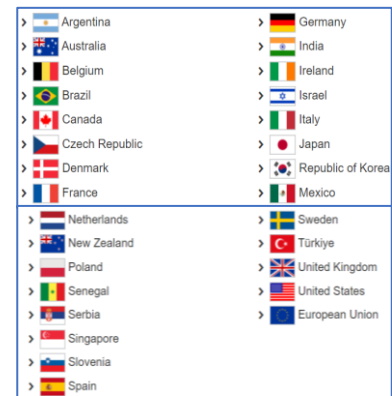 Argentina
Australia
Belgium
Brazil
Canada
Czech Republic
Denmark
France
Germany
India
Ireland
Israel
Italy
Japan
Republic of Korea
Mexico
Netherlands
New Zealand
Poland
Senegal
Serbia
Singapore
Slovenia
Spain
Sweden
Türkiye
United Kingdom
United States
European Union